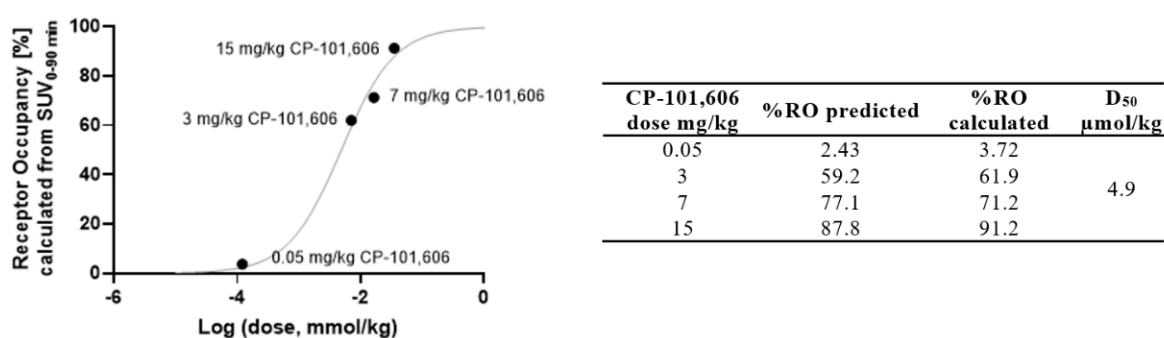 Receptor Occupancy [%]
calculated from SUV0-90 min
100
80
60
40
20
0
15 mg/kg CP-101,606
7 mg/kg CP-101,606
3 mg/kg CP-101,606
0.05 mg/kg CP-101,606
-6 -4 -2 0
Log (dose, mmol/kg)
CP-101,606 dose mg/kg %RO predicted %RO calculated D50 µmol/kg
0.05 2.43 3.72
3 59.2 61.9
4.9
7 77.1 71.2
15 87.8 91.2